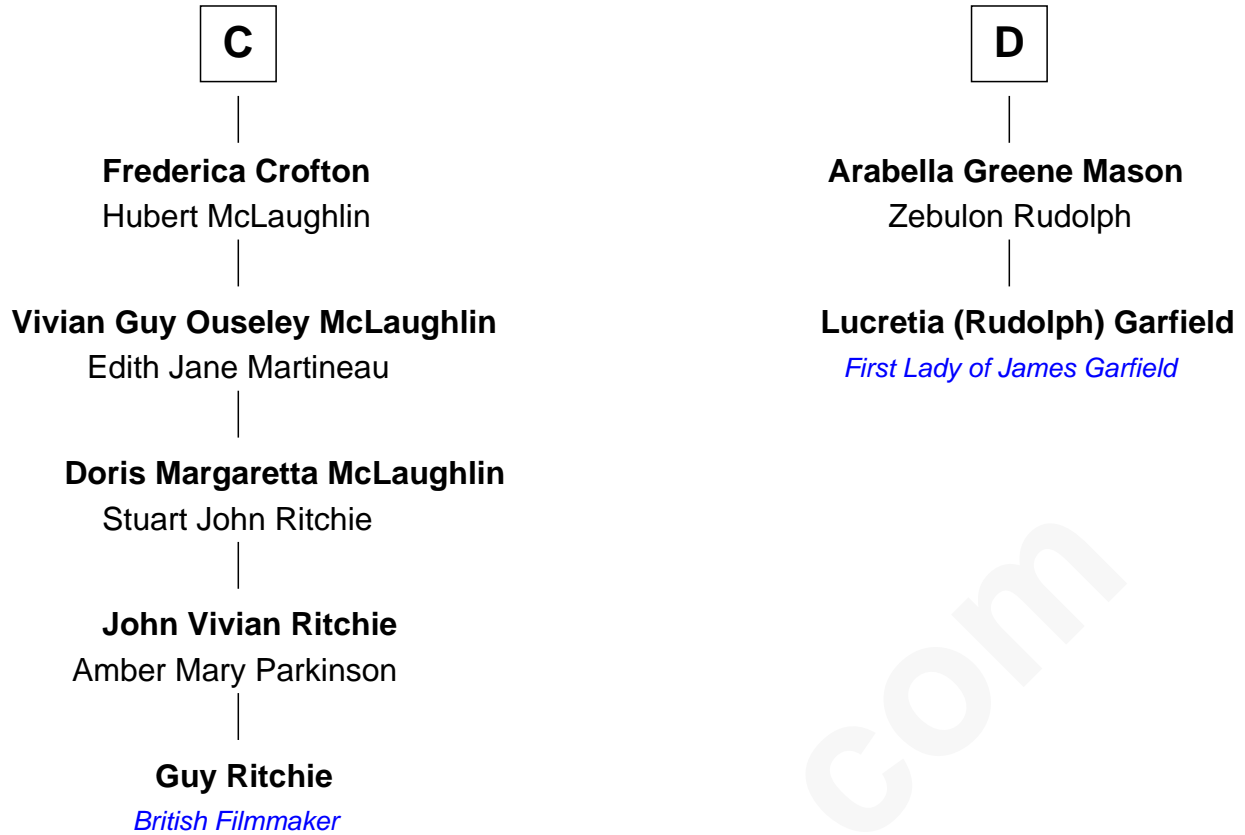 C
Frederica Crofton
Hubert McLaughlin
Vivian Guy Ouseley McLaughlin
Edith Jane Martineau
Doris Margaretta McLaughlin
Stuart John Ritchie
John Vivian Ritchie
Amber Mary Parkinson
Guy Ritchie
British Filmmaker
D
Arabella Greene Mason
Zebulon Rudolph
Lucretia (Rudolph) Garfield
First Lady of James Garfield
com